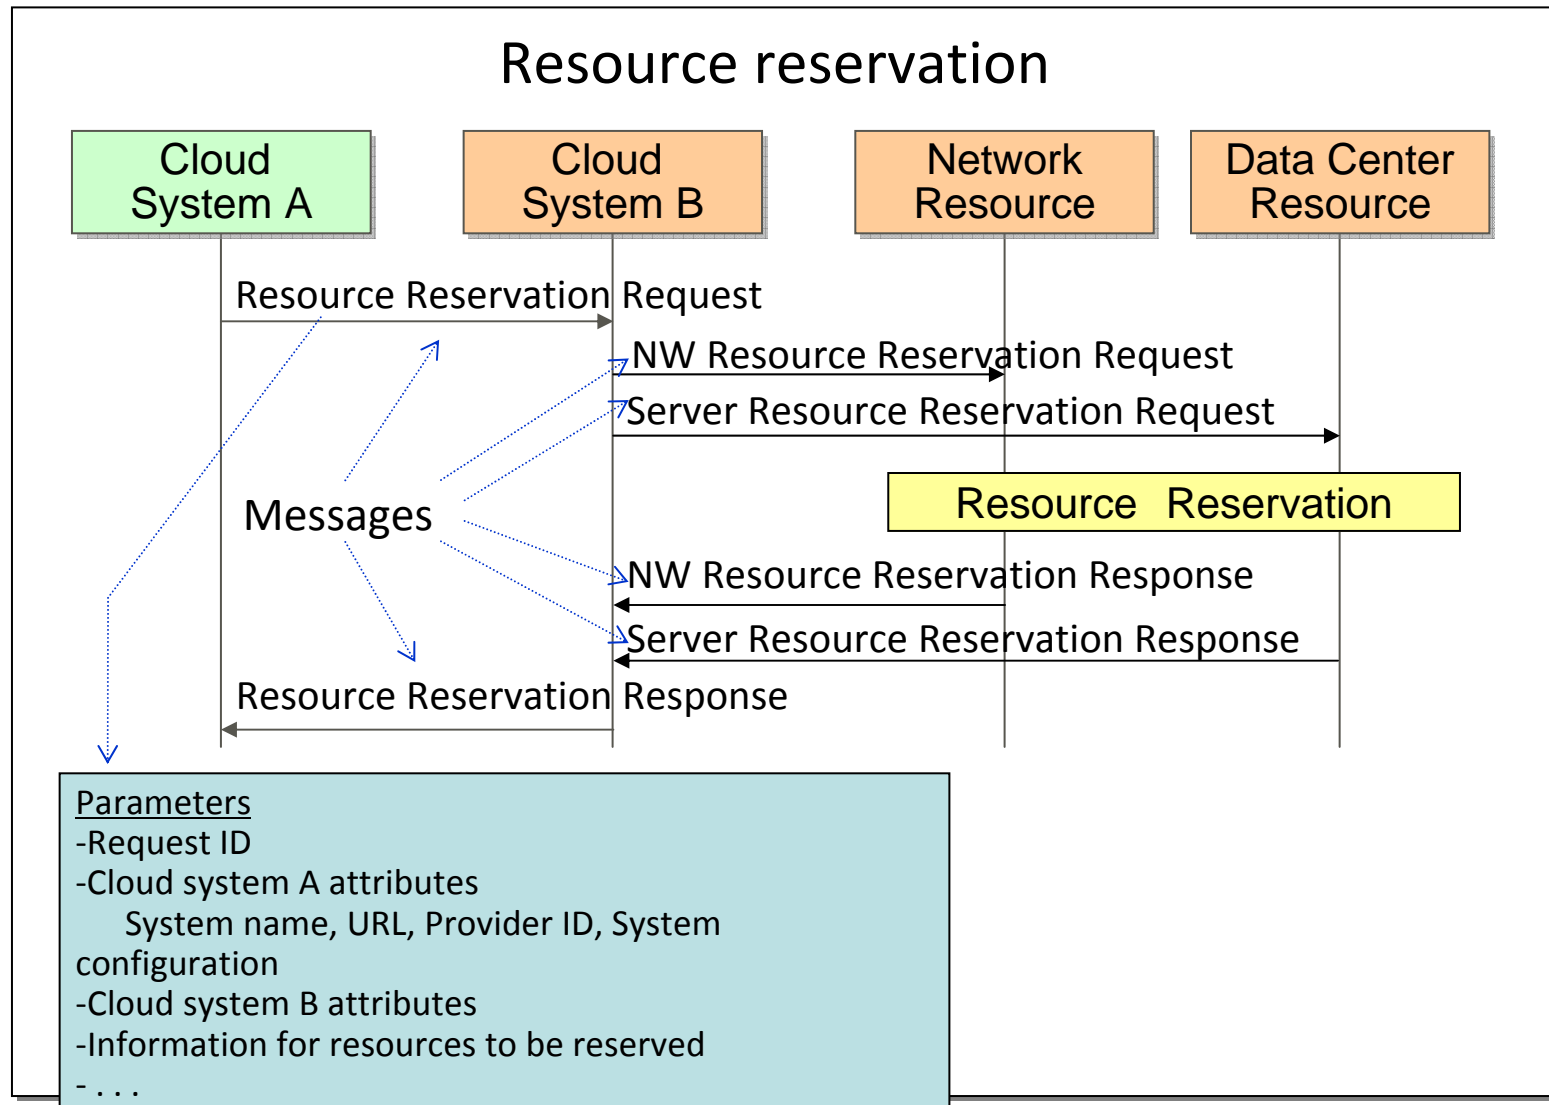 Resource reservation
Cloud
System A
Cloud
System B
Network
Resource
Data Center
Resource
Resource Reservation Request
NW Resource Reservation Request
Server Resource Reservation Request
Resource Reservation
Messages
NW Resource Reservation Response
Server Resource Reservation Response
Resource Reservation Response
Parameters
-Request ID
-Cloud system A attributes
System name, URL, Provider ID, System
configuration
-Cloud system B attributes
-Information for resources to be reserved
- . . .